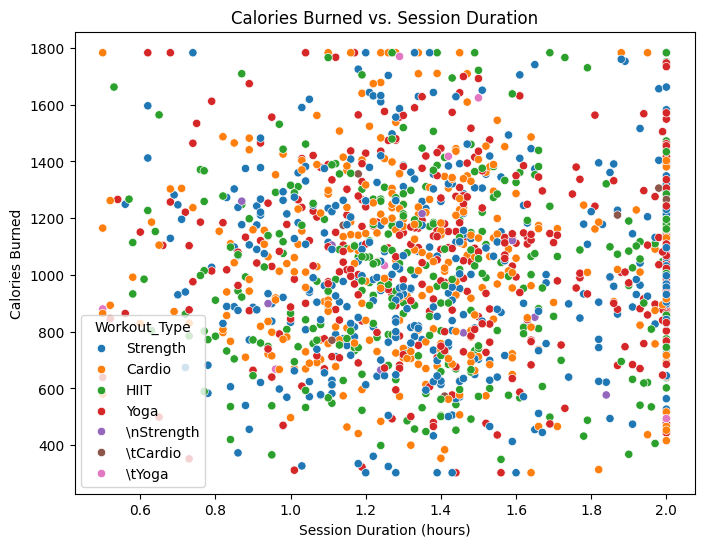 Calories Burned vs. Session Duration
1800
1600
1400
1200
1000
800
600
400
Calories Burned
Workout_Type
Strength
Cardio
HIIT
Yoga
\nStrength
\tCardio
\tYoga
0.6 0.8 1.0 1.2 1.4 1.6 1.8 2.0
Session Duration (hours)